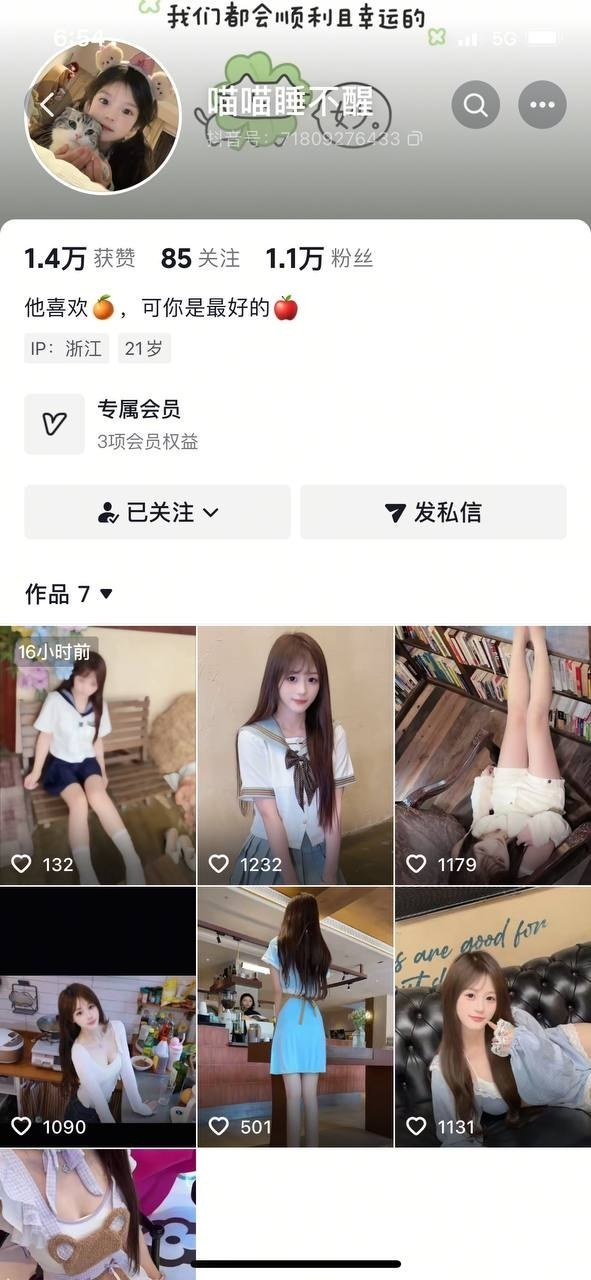 我们都会顺利且幸运的
6:54
5G
喵喵睡不醒
抖音号：71809276433
好。
1.4万 获赞 85 关注 1.1万 粉丝
他喜欢🍊，可你是最好的🍎
IP：浙江 21岁
专属会员
3项会员权益
已关注 发私信
作品 7
16小时前
132 1232 1179
s are good for
1090 501 1131